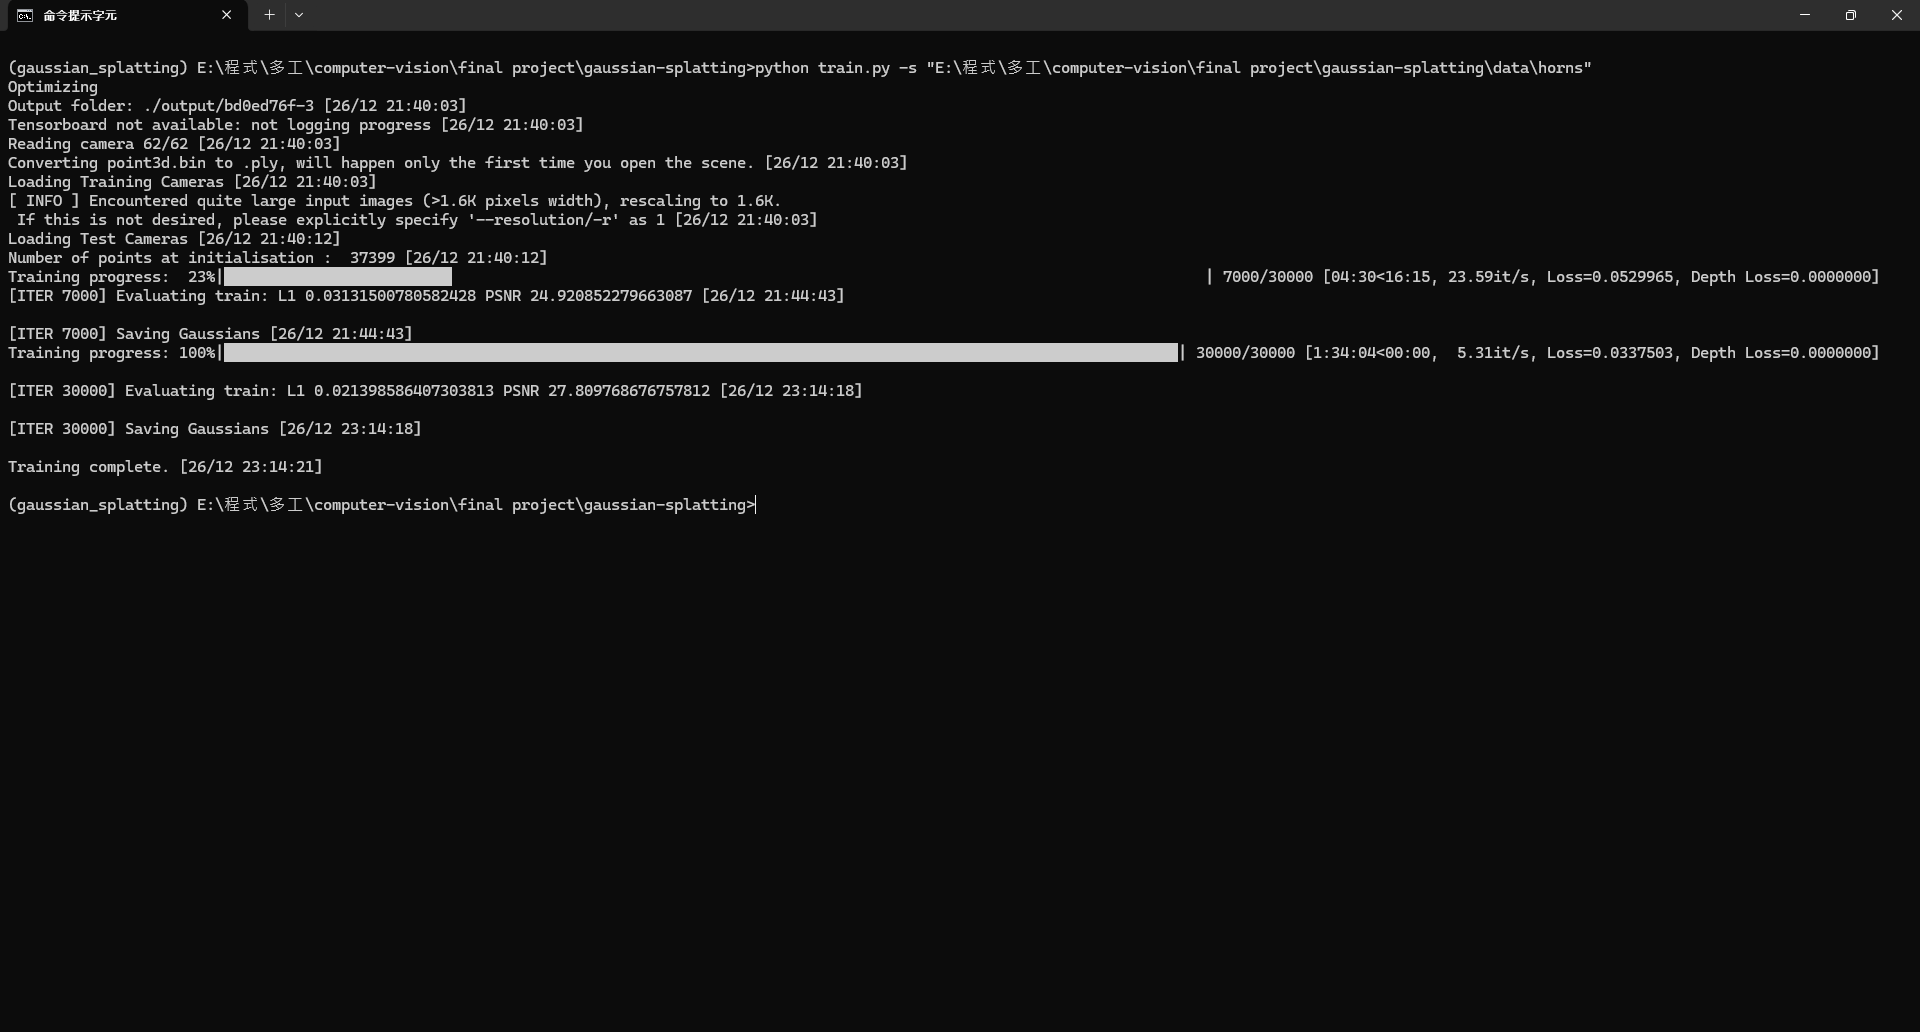 命令提示字元
(gaussian_splatting) E:\程式\多工\computer-vision\final project\gaussian-splatting>python train.py -s "E:\程式\多工\computer-vision\final project\gaussian-splatting\data\horns"
Optimizing
Output folder: ./output/bd0ed76f-3 [26/12 21:40:03]
Tensorboard not available: not logging progress [26/12 21:40:03]
Reading camera 62/62 [26/12 21:40:03]
Converting point3d.bin to .ply, will happen only the first time you open the scene. [26/12 21:40:03]
Loading Training Cameras [26/12 21:40:03]
[ INFO ] Encountered quite large input images (>1.6K pixels width), rescaling to 1.6K.
If this is not desired, please explicitly specify '--resolution/-r' as 1 [26/12 21:40:03]
Loading Test Cameras [26/12 21:40:12]
Number of points at initialisation :  37399 [26/12 21:40:12]
Training progress:  23%| | 7000/30000 [04:30<16:15, 23.59it/s, Loss=0.0529965, Depth Loss=0.0000000]
[ITER 7000] Evaluating train: L1 0.03131500780582428 PSNR 24.920852279663087 [26/12 21:44:43]
[ITER 7000] Saving Gaussians [26/12 21:44:43]
Training progress: 100%| | 30000/30000 [1:34:04<00:00,  5.31it/s, Loss=0.0337503, Depth Loss=0.0000000]
[ITER 30000] Evaluating train: L1 0.021398586407303813 PSNR 27.809768676757812 [26/12 23:14:18]
[ITER 30000] Saving Gaussians [26/12 23:14:18]
Training complete. [26/12 23:14:21]
(gaussian_splatting) E:\程式\多工\computer-vision\final project\gaussian-splatting>